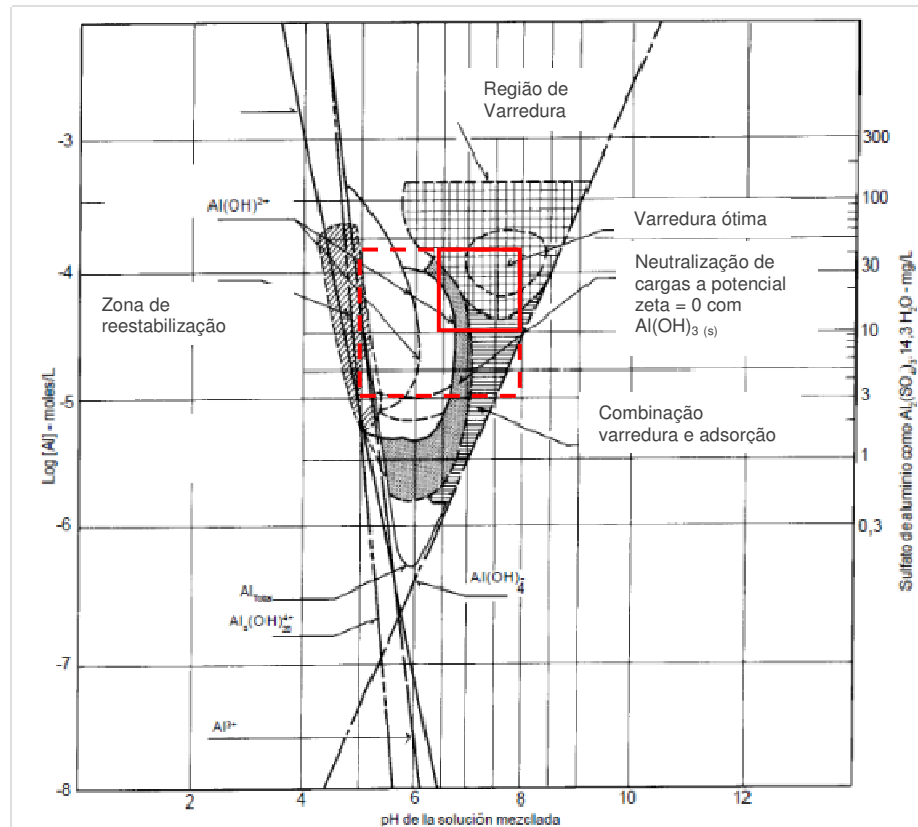 Região de
Varredura
Al(OH)²⁺
Varredura ótima
Neutralização de
cargas a potencial
zeta = 0 com
Al(OH)₃ (s)
Zona de
reestabilização
Combinação
varredura e adsorção
Al Total
Al(OH)₄⁻
Al³⁺
-3
-4
-5
-6
-7
-8
Log [Al] - moles/L
300
100
30
10
3
1
0,3
Sulfato de aluminio como Al₂(SO₄)₃. 14,3 H₂O - mg/L
2
4
6
8
10
12
pH de la solución mezclada